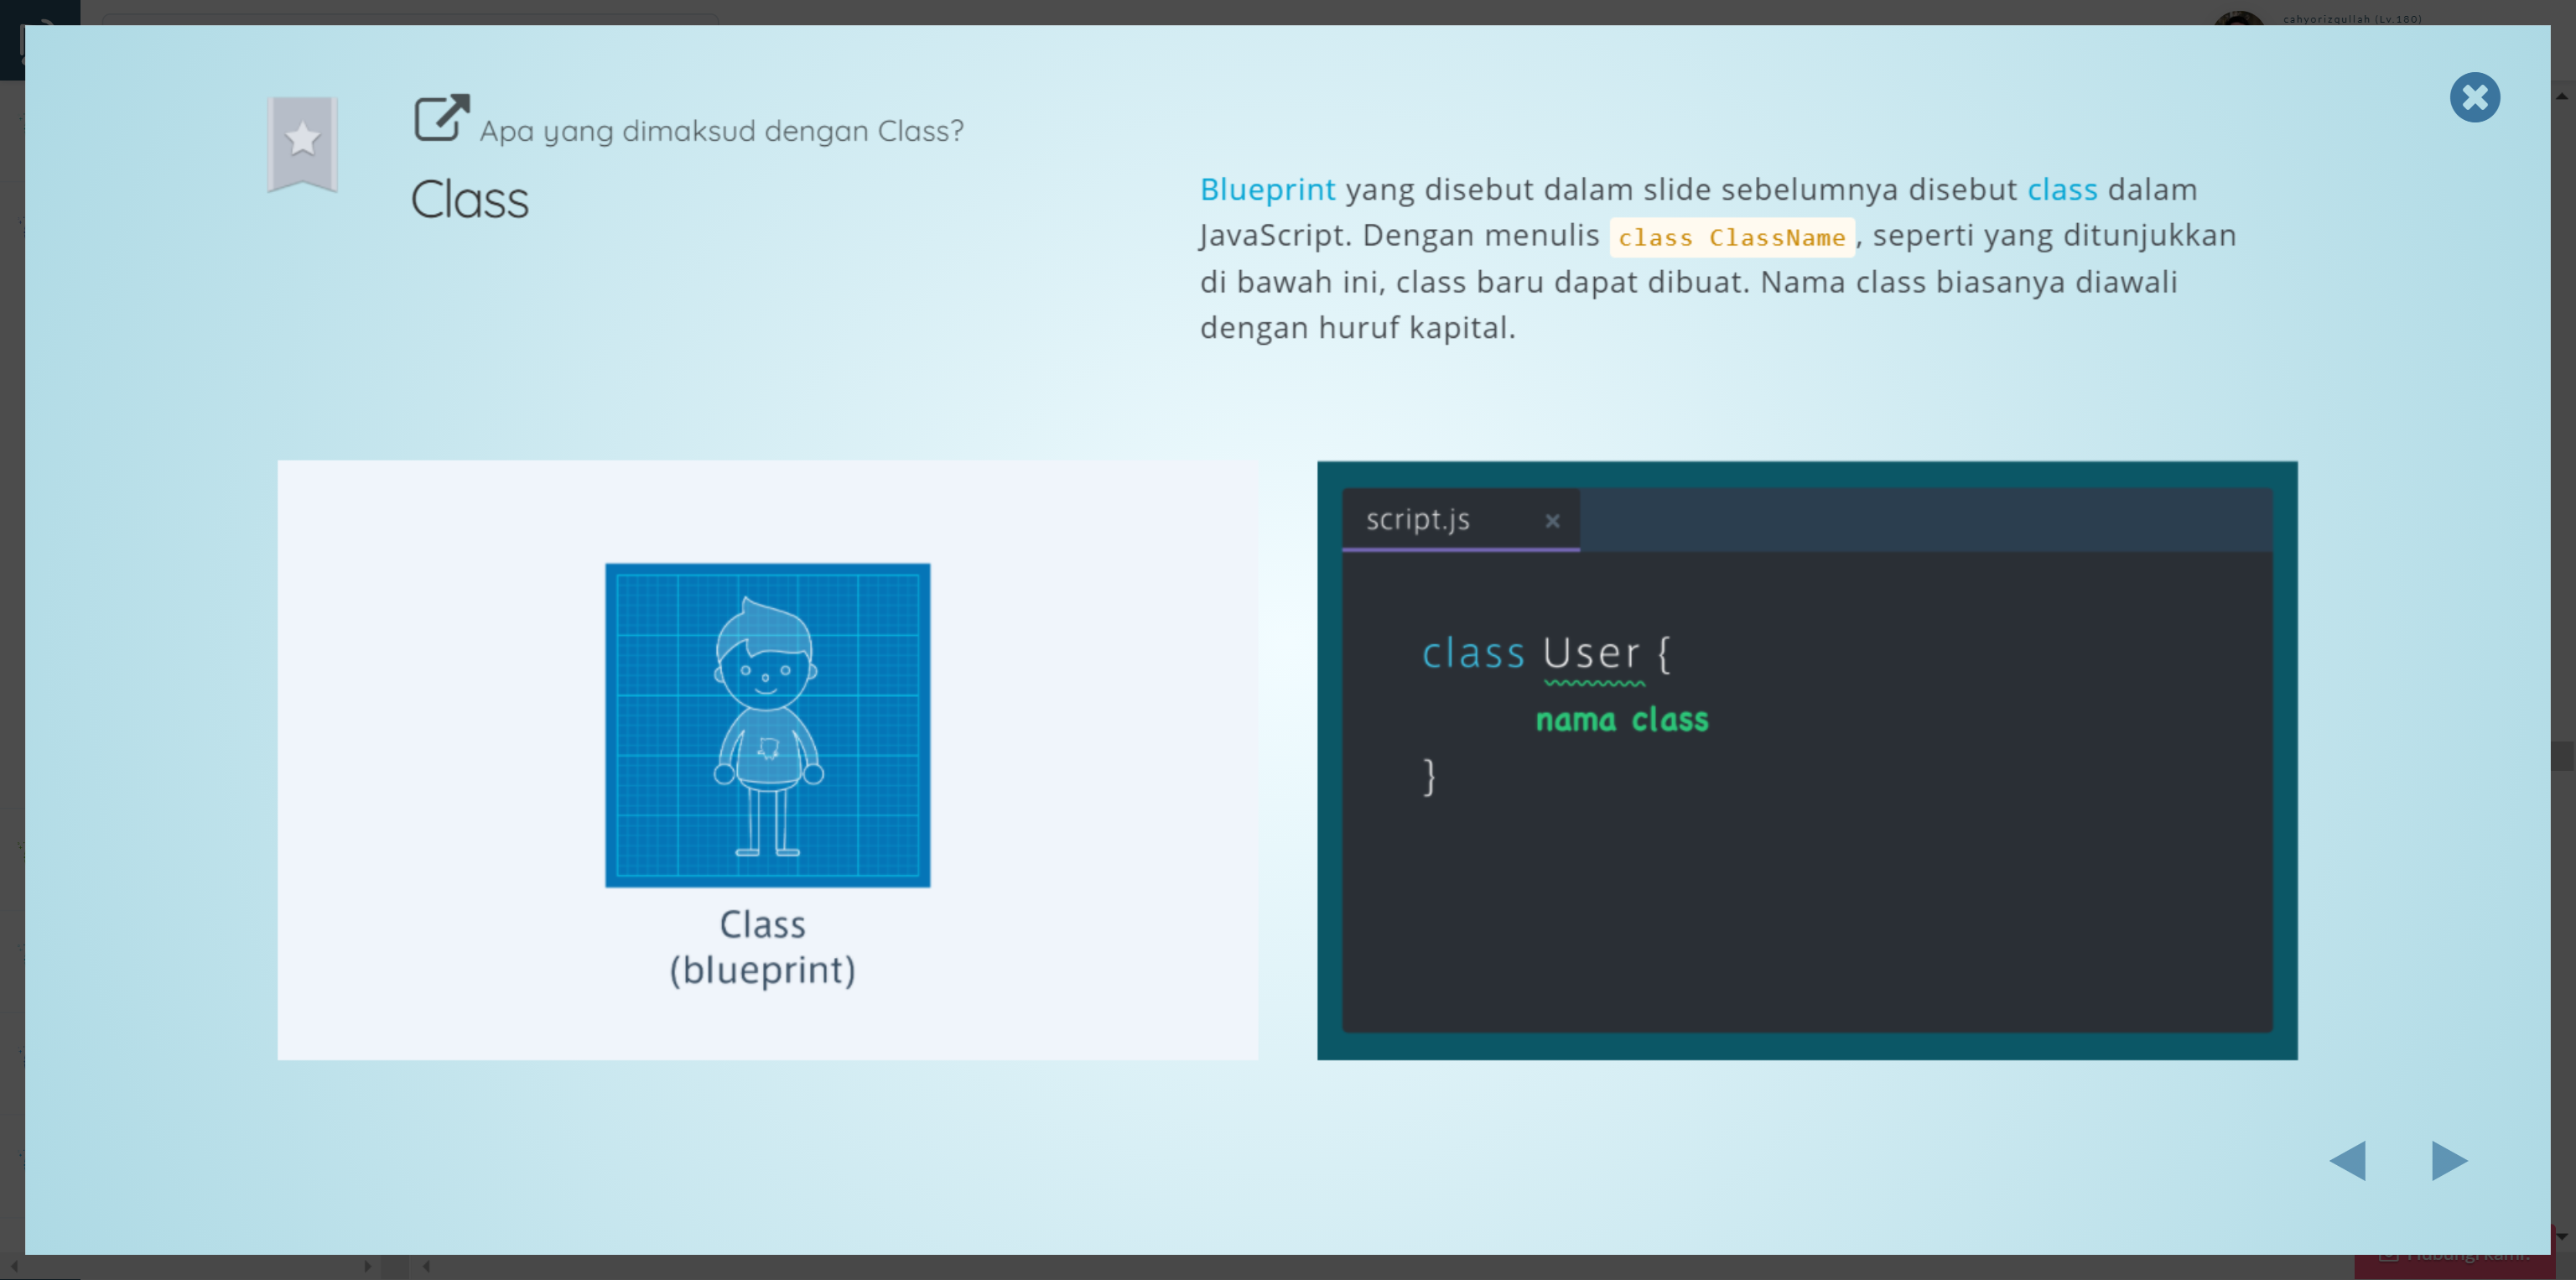 cahyorizqullah (Lv.180)
Apa yang dimaksud dengan Class?
Class
Blueprint yang disebut dalam slide sebelumnya disebut class dalam
JavaScript. Dengan menulis class ClassName, seperti yang ditunjukkan
di bawah ini, class baru dapat dibuat. Nama class biasanya diawali
dengan huruf kapital.
Class
(blueprint)
script.js
class User {
nama class
}
Hubungi kami.